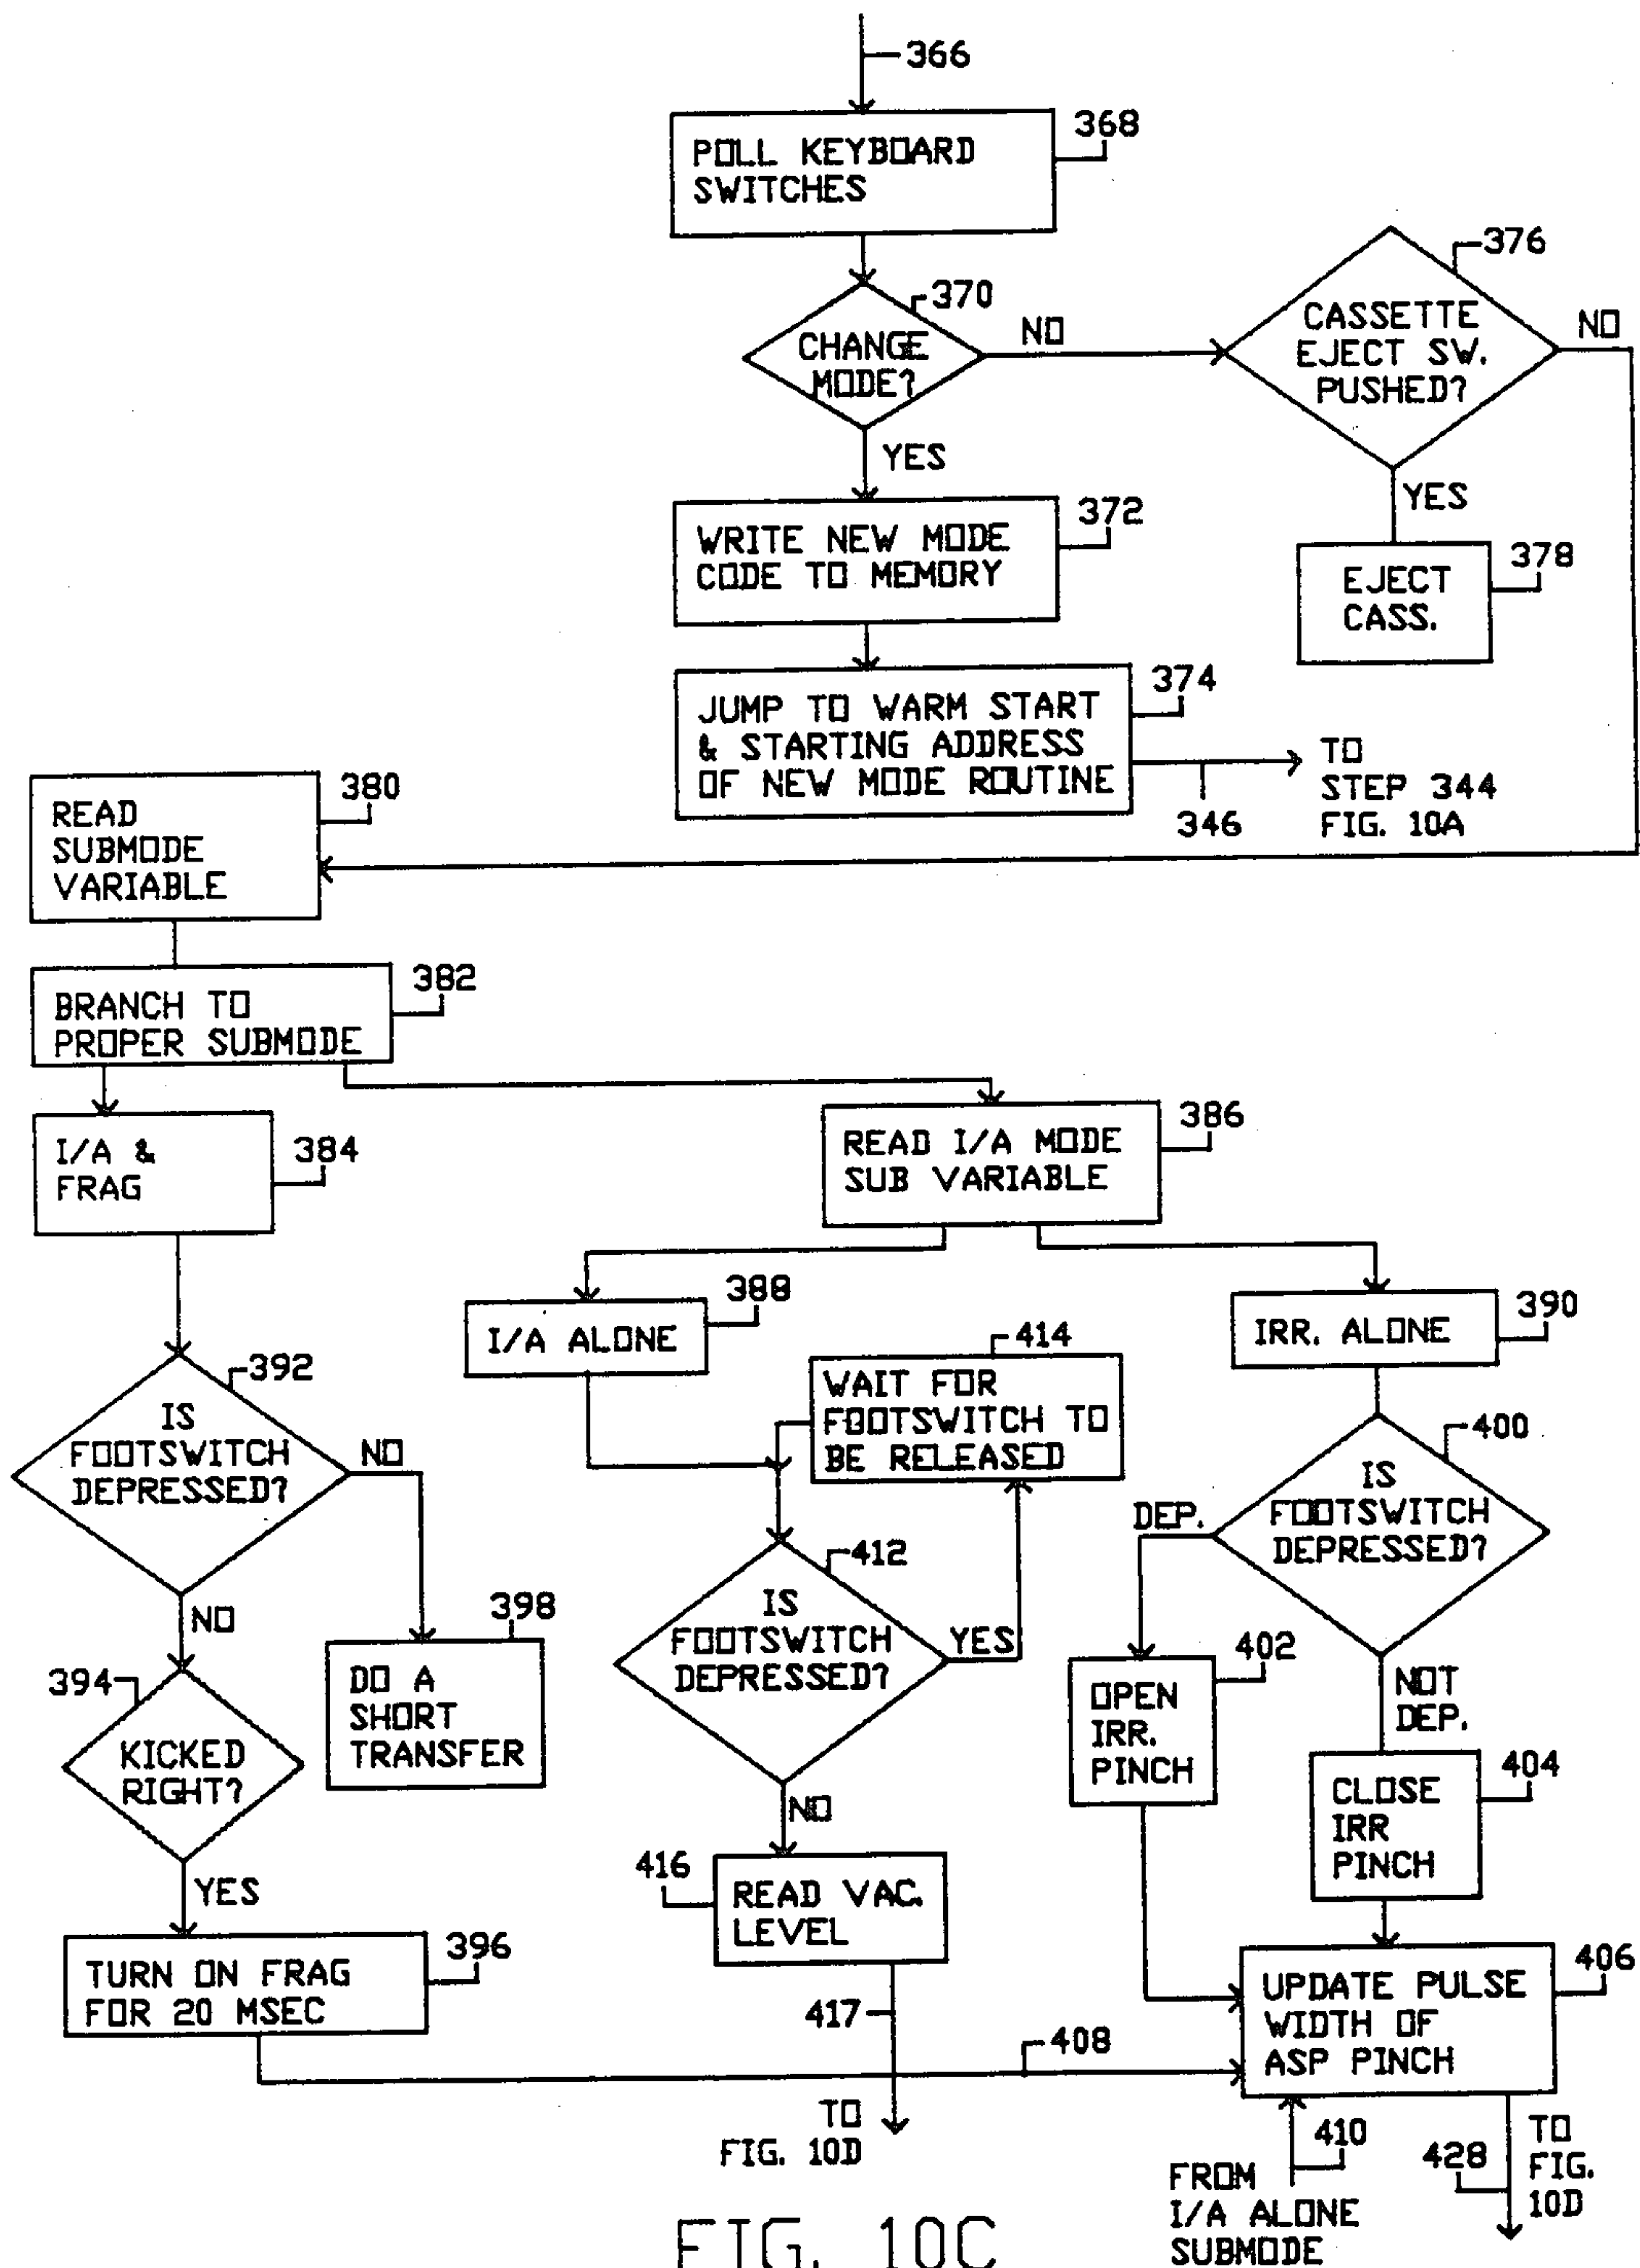 366
POLL KEYBOARD
SWITCHES
368
370
CHANGE
MODE?
NO
YES
376
CASSETTE
EJECT SW.
PUSHED?
NO
YES
WRITE NEW MODE
CODE TO MEMORY
372
EJECT
CASS.
378
JUMP TO WARM START
& STARTING ADDRESS
OF NEW MODE ROUTINE
374
346
TO
STEP 344
FIG. 10A
READ
SUBMODE
VARIABLE
380
BRANCH TO
PROPER SUBMODE
382
I/A &
FRAG
384
READ I/A MODE
SUB VARIABLE
386
I/A ALONE
388
IRR. ALONE
390
392
IS
FOOTSWITCH
DEPRESSED?
NO
NO
414
WAIT FOR
FOOTSWITCH TO
BE RELEASED
400
IS
FOOTSWITCH
DEPRESSED?
DEP.
NOT
DEP.
412
IS
FOOTSWITCH
DEPRESSED?
YES
NO
394
KICKED
RIGHT?
YES
398
DO A
SHORT
TRANSFER
402
OPEN
IRR.
PINCH
404
CLOSE
IRR
PINCH
416
READ VAC.
LEVEL
396
TURN ON FRAG
FOR 20 MSEC
417
408
406
UPDATE PULSE
WIDTH OF
ASP PINCH
TO
FIG. 10D
410
FROM
I/A ALONE
SUBMODE
428
TO
FIG.
10D
FIG. 10C